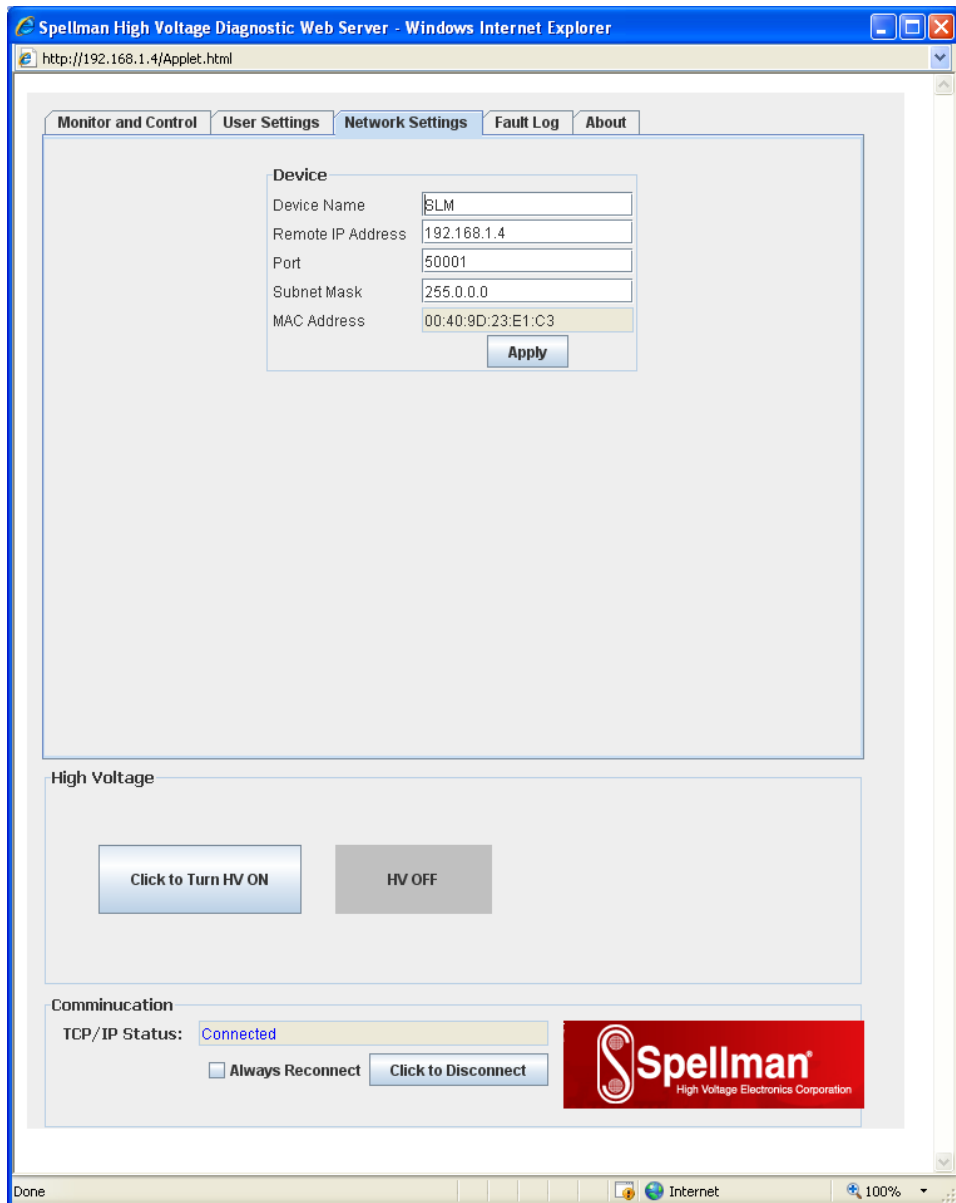 Spellman High Voltage Diagnostic Web Server - Windows Internet Explorer
http://192.168.1.4/Applet.html
Monitor and Control User Settings Network Settings Fault Log About
Device
Device Name SLM
Remote IP Address 192.168.1.4
Port 50001
Subnet Mask 255.0.0.0
MAC Address 00:40:9D:23:E1:C3
Apply
High Voltage
Click to Turn HV ON HV OFF
Comminucation
TCP/IP Status: Connected
Always Reconnect Click to Disconnect
Spellman®
High Voltage Electronics Corporation
Done Internet 100%